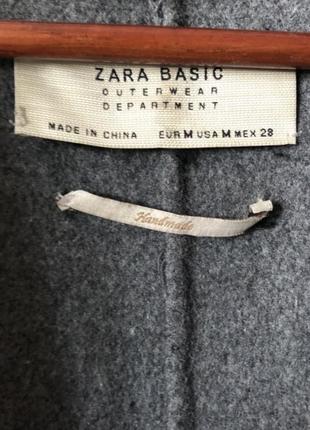 ZARA BASIC
OUTERWEAR
DEPARTMENT
MADE IN CHINA EUR M USA M MEX 28
Handmade